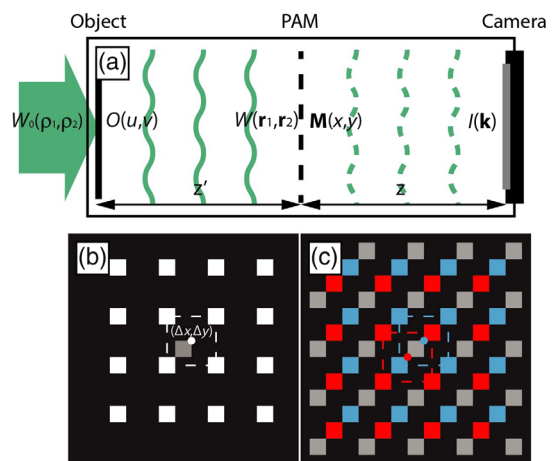 Object PAM Camera
(a)
W₀(ρ₁,ρ₂) O(u,v) W(r₁,r₂) M(x,y) I(k)
z' z
(b) (c)
(Δx,Δy)